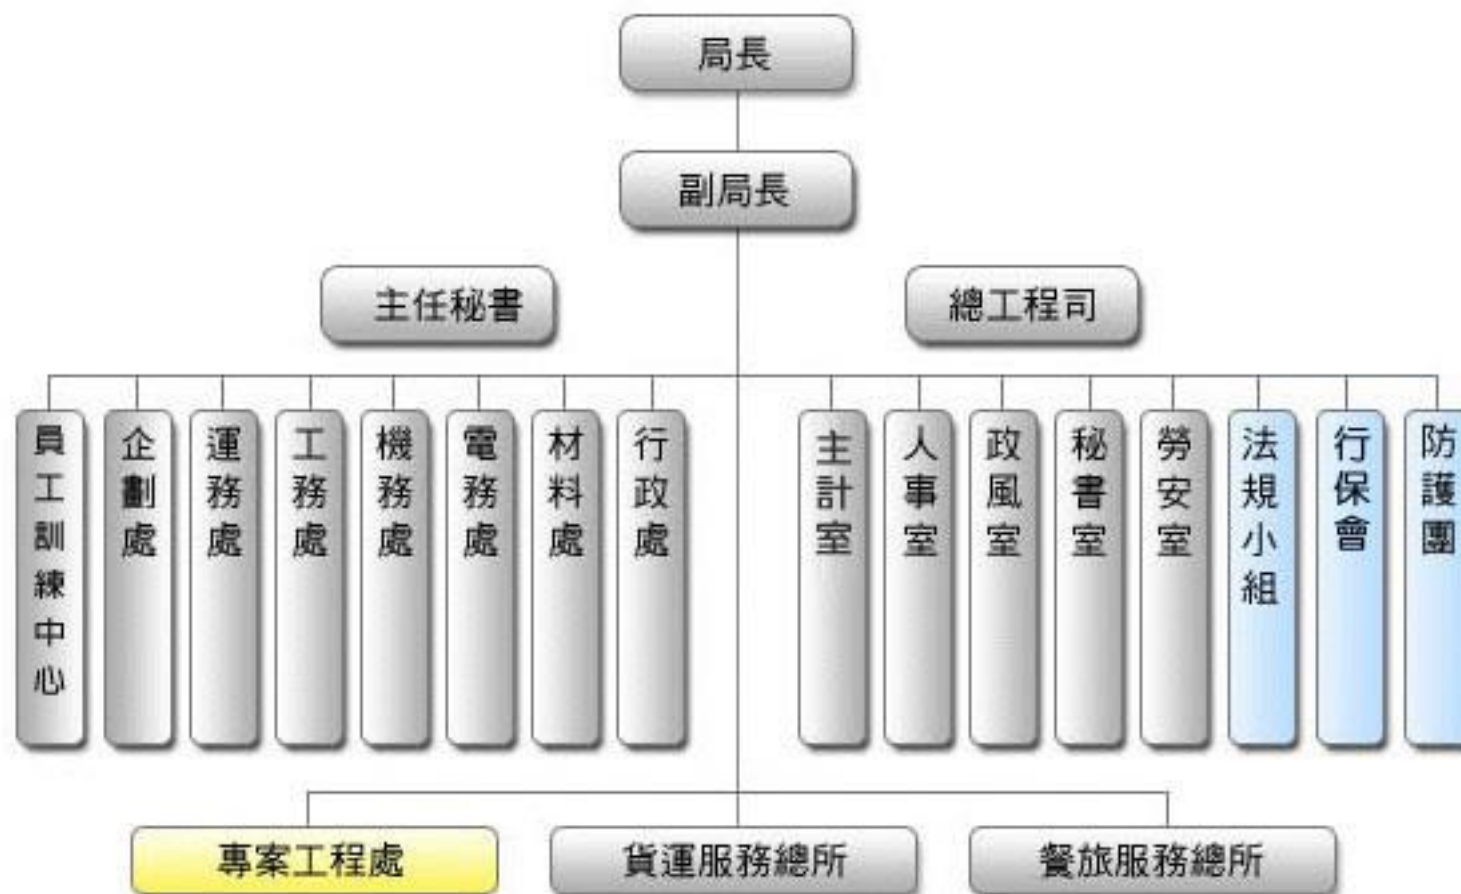 局長
副局長
主任秘書
總工程司
員工訓練中心
企劃處
運務處
工務處
機務處
電務處
材料處
行政處
主計室
人事室
政風室
秘書室
勞安室
法規小組
行保會
防護團
專案工程處
貨運服務總所
餐旅服務總所